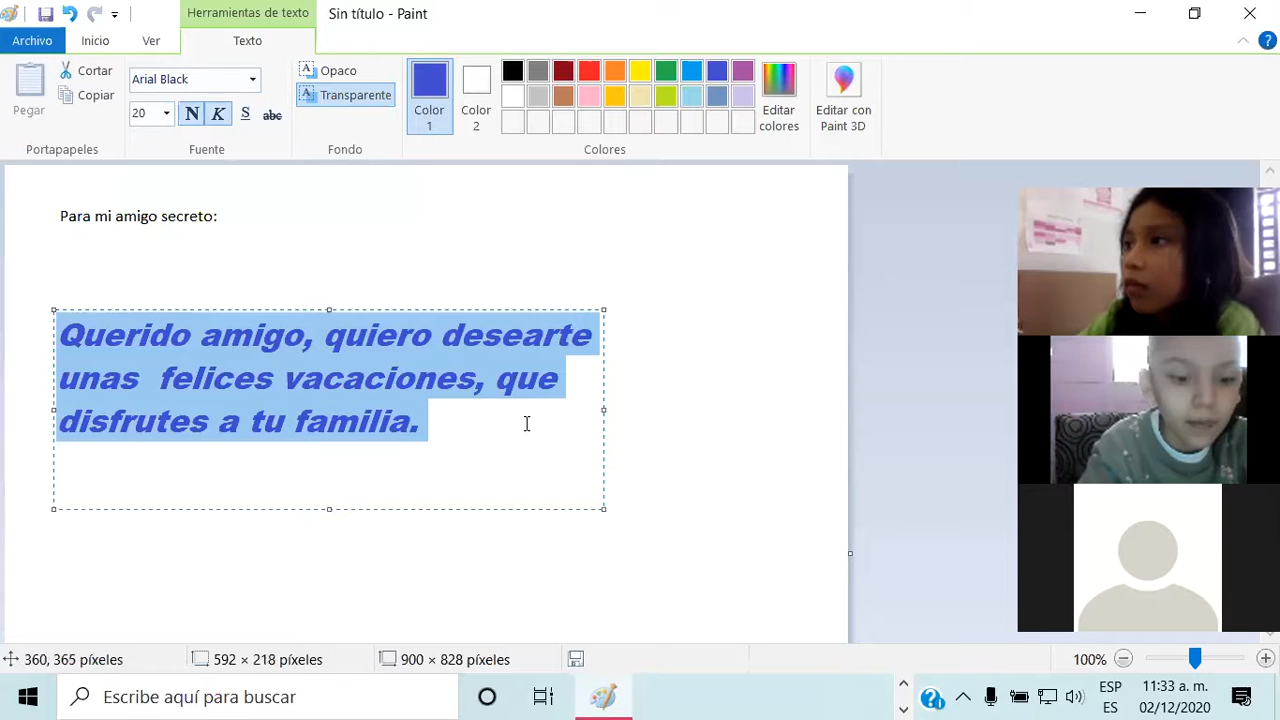 Herramientas de texto
Sin título - Paint
Archivo
Inicio
Ver
Texto
Pegar
Cortar
Copiar
Portapapeles
Arial Black
20
N K S abc
Fuente
Opaco
Transparente
Fondo
Color 1
Color 2
Editar colores
Colores
Editar con Paint 3D
Para mi amigo secreto:
Querido amigo, quiero desearte
unas  felices vacaciones, que
disfrutes a tu familia.
360, 365 píxeles
592 × 218 píxeles
900 × 828 píxeles
100%
Escribe aquí para buscar
ESP
ES
11:33 a. m.
02/12/2020